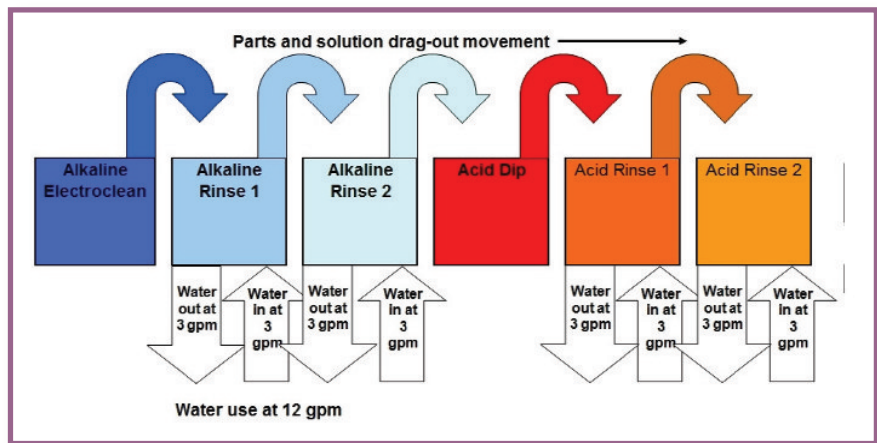 Parts and solution drag-out movement
Alkaline
Electroclean
Alkaline
Rinse 1
Alkaline
Rinse 2
Acid Dip
Acid Rinse 1
Acid Rinse 2
Water
out at
3 gpm
Water
in at
3
gpm
Water
out at
3 gpm
Water
in at
3
gpm
Water
out at
3 gpm
Water
in at
3
gpm
Water
out at
3 gpm
Water
in at
3
gpm
Water use at 12 gpm